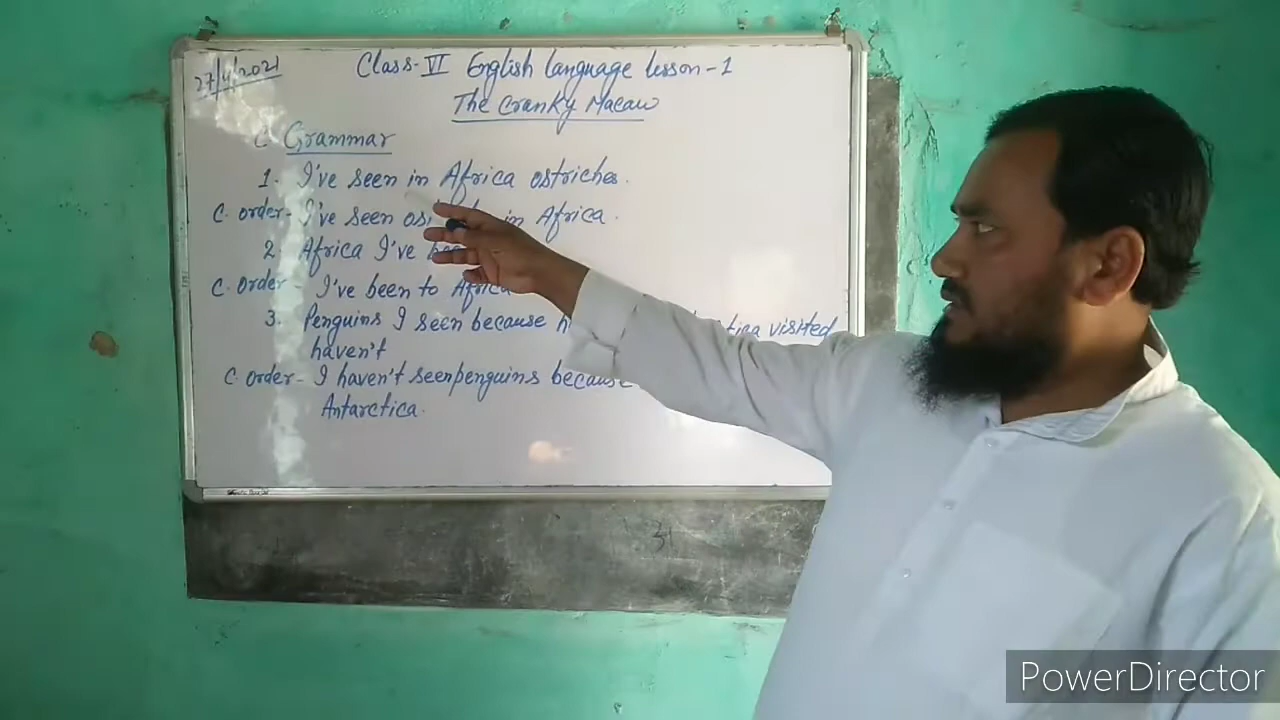 27/4/2021
Class-VI English language lesson-1
The Cranky Macaw
C Grammar
1. I've seen in Africa ostriches.
C. order- I've seen in Africa.
2. Africa I've
C. order - I've been to Africa
3. Penguins I seen because visited
haven't
C. order- I haven't seen penguins because
Antarctica.
PowerDirector